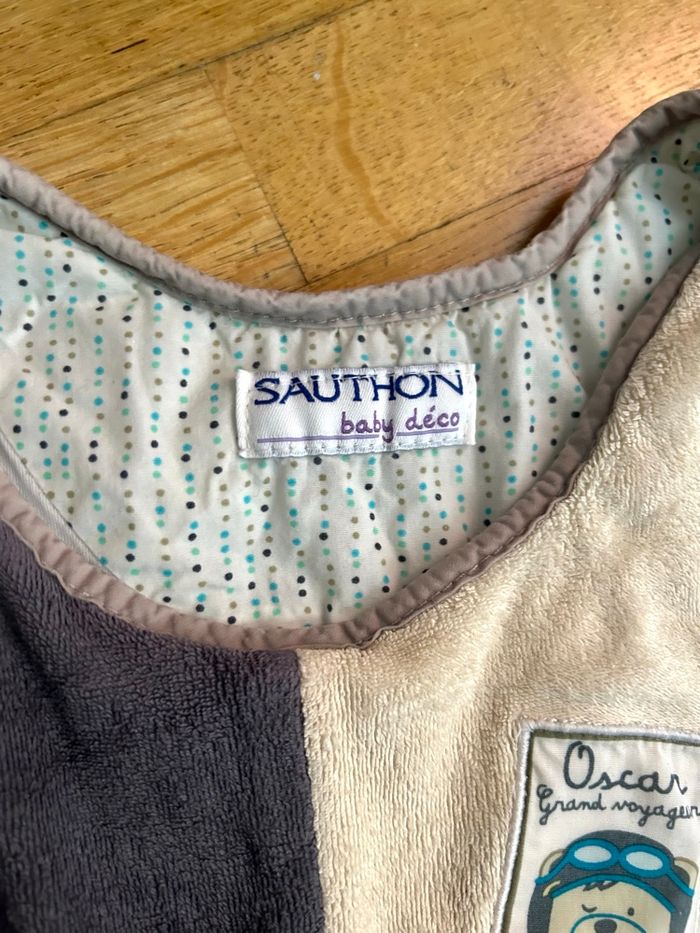 SAUTHON
baby déco
Oscar
Grand voyageur